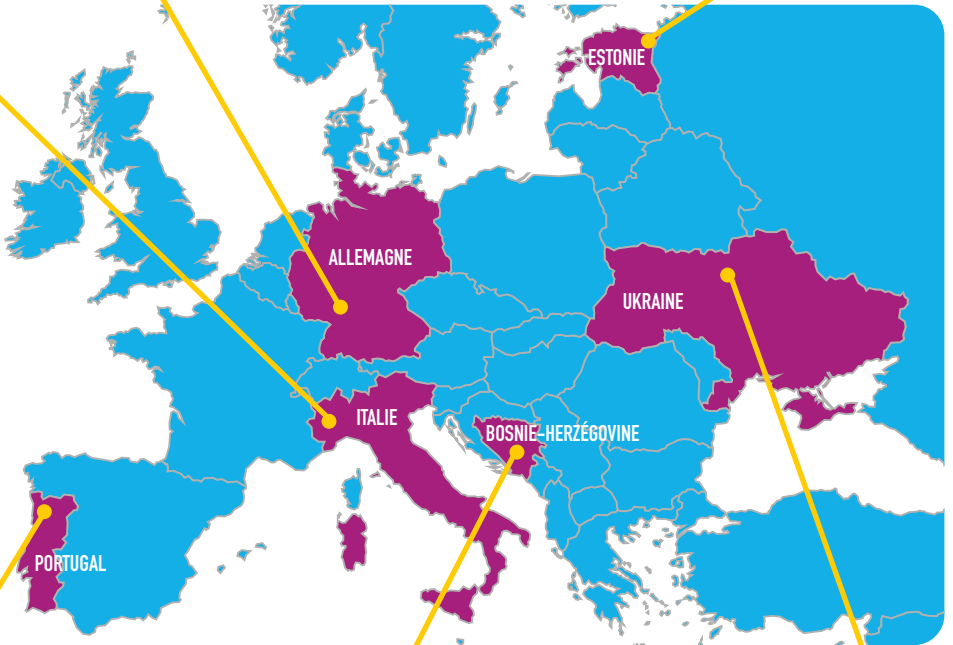 ESTONIE
ALLEMAGNE
UKRAINE
ITALIE
BOSNIE-HERZÉGOVINE
PORTUGAL